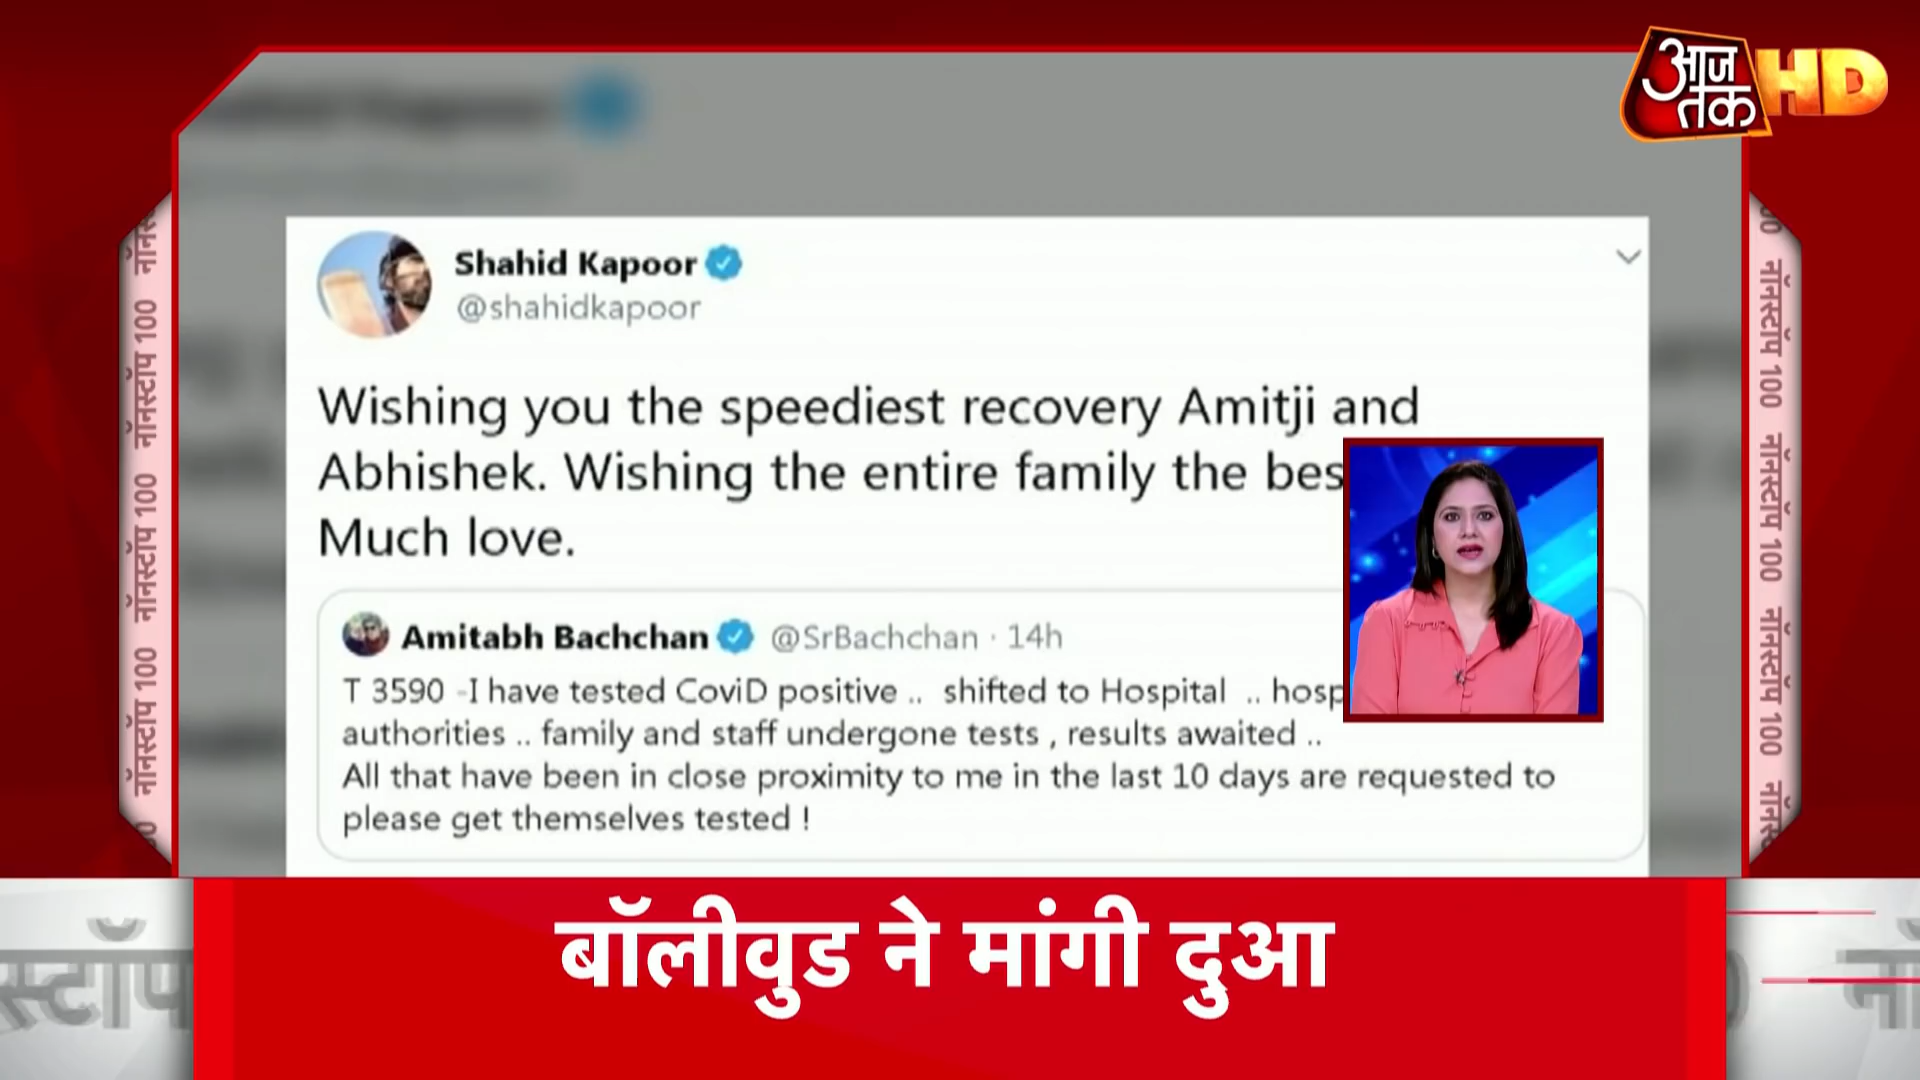 आज तक HD
Shahid Kapoor
@shahidkapoor
Wishing you the speediest recovery Amitji and
Abhishek. Wishing the entire family the bes
Much love.
Amitabh Bachchan @SrBachchan · 14h
T 3590 -I have tested CoviD positive .. shifted to Hospital .. hosp
authorities .. family and staff undergone tests , results awaited ..
All that have been in close proximity to me in the last 10 days are requested to
please get themselves tested !
नॉनस्टॉप 100 नॉनस्टॉप 100 नॉनस्टॉप 100
नॉनस्टॉप 100 नॉनस्टॉप 100 नॉनस्टॉप 100
बॉलीवुड ने मांगी दुआ